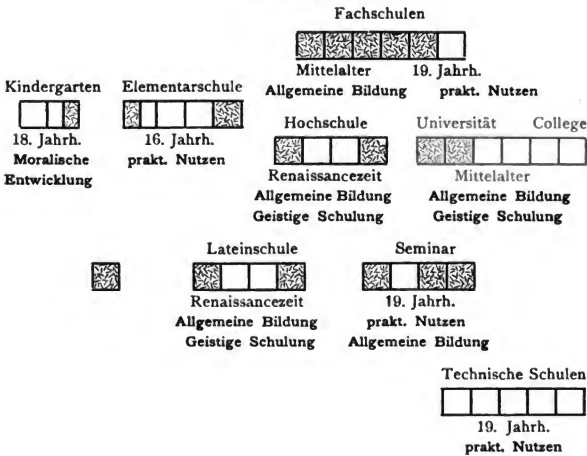 Fachschulen
Mittelalter 19. Jahrh.
Allgemeine Bildung prakt. Nutzen
Kindergarten Elementarschule
18. Jahrh. 16. Jahrh.
Moralische prakt. Nutzen
Entwicklung
Hochschule Universität College
Renaissancezeit Mittelalter
Allgemeine Bildung Allgemeine Bildung
Geistige Schulung Geistige Schulung
Lateinschule Seminar
Renaissancezeit 19. Jahrh.
Allgemeine Bildung prakt. Nutzen
Geistige Schulung Allgemeine Bildung
Technische Schulen
19. Jahrh.
prakt. Nutzen